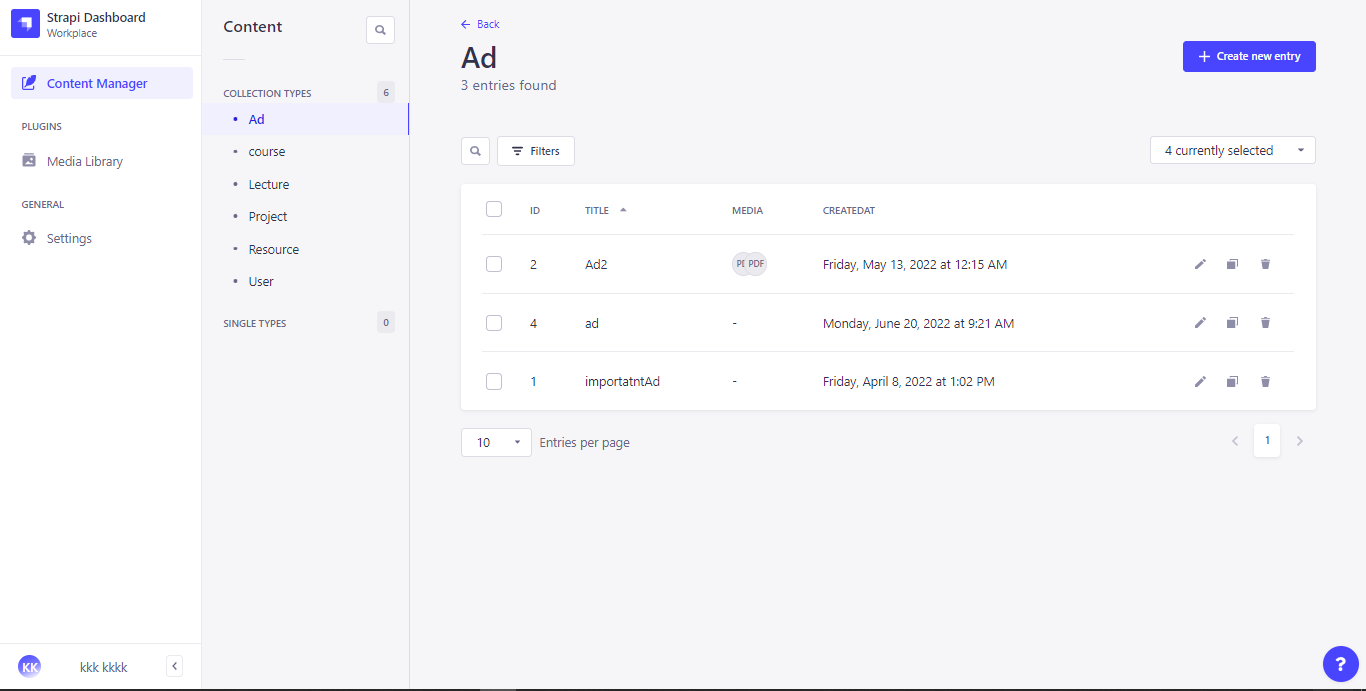 Strapi Dashboard
Workplace
Content Manager
PLUGINS
Media Library
GENERAL
Settings
KK
kkk kkkk
Content
COLLECTION TYPES 6
Ad
course
Lecture
Project
Resource
User
SINGLE TYPES 0
Back
Ad
3 entries found
Create new entry
Filters
4 currently selected
ID TITLE MEDIA CREATEDAT
2 Ad2 PDF Friday, May 13, 2022 at 12:15 AM
4 ad - Monday, June 20, 2022 at 9:21 AM
1 importatntAd - Friday, April 8, 2022 at 1:02 PM
10 Entries per page
1
?